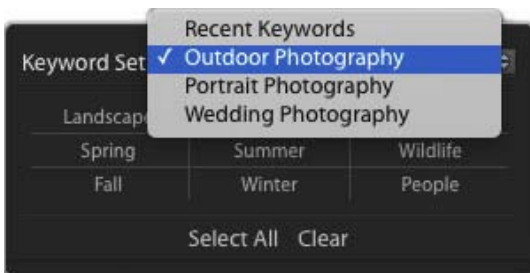 Recent Keywords
Keyword Set ✓ Outdoor Photography
Portrait Photography
Wedding Photography
Spring Summer Wildlife
Fall Winter People
Select All Clear